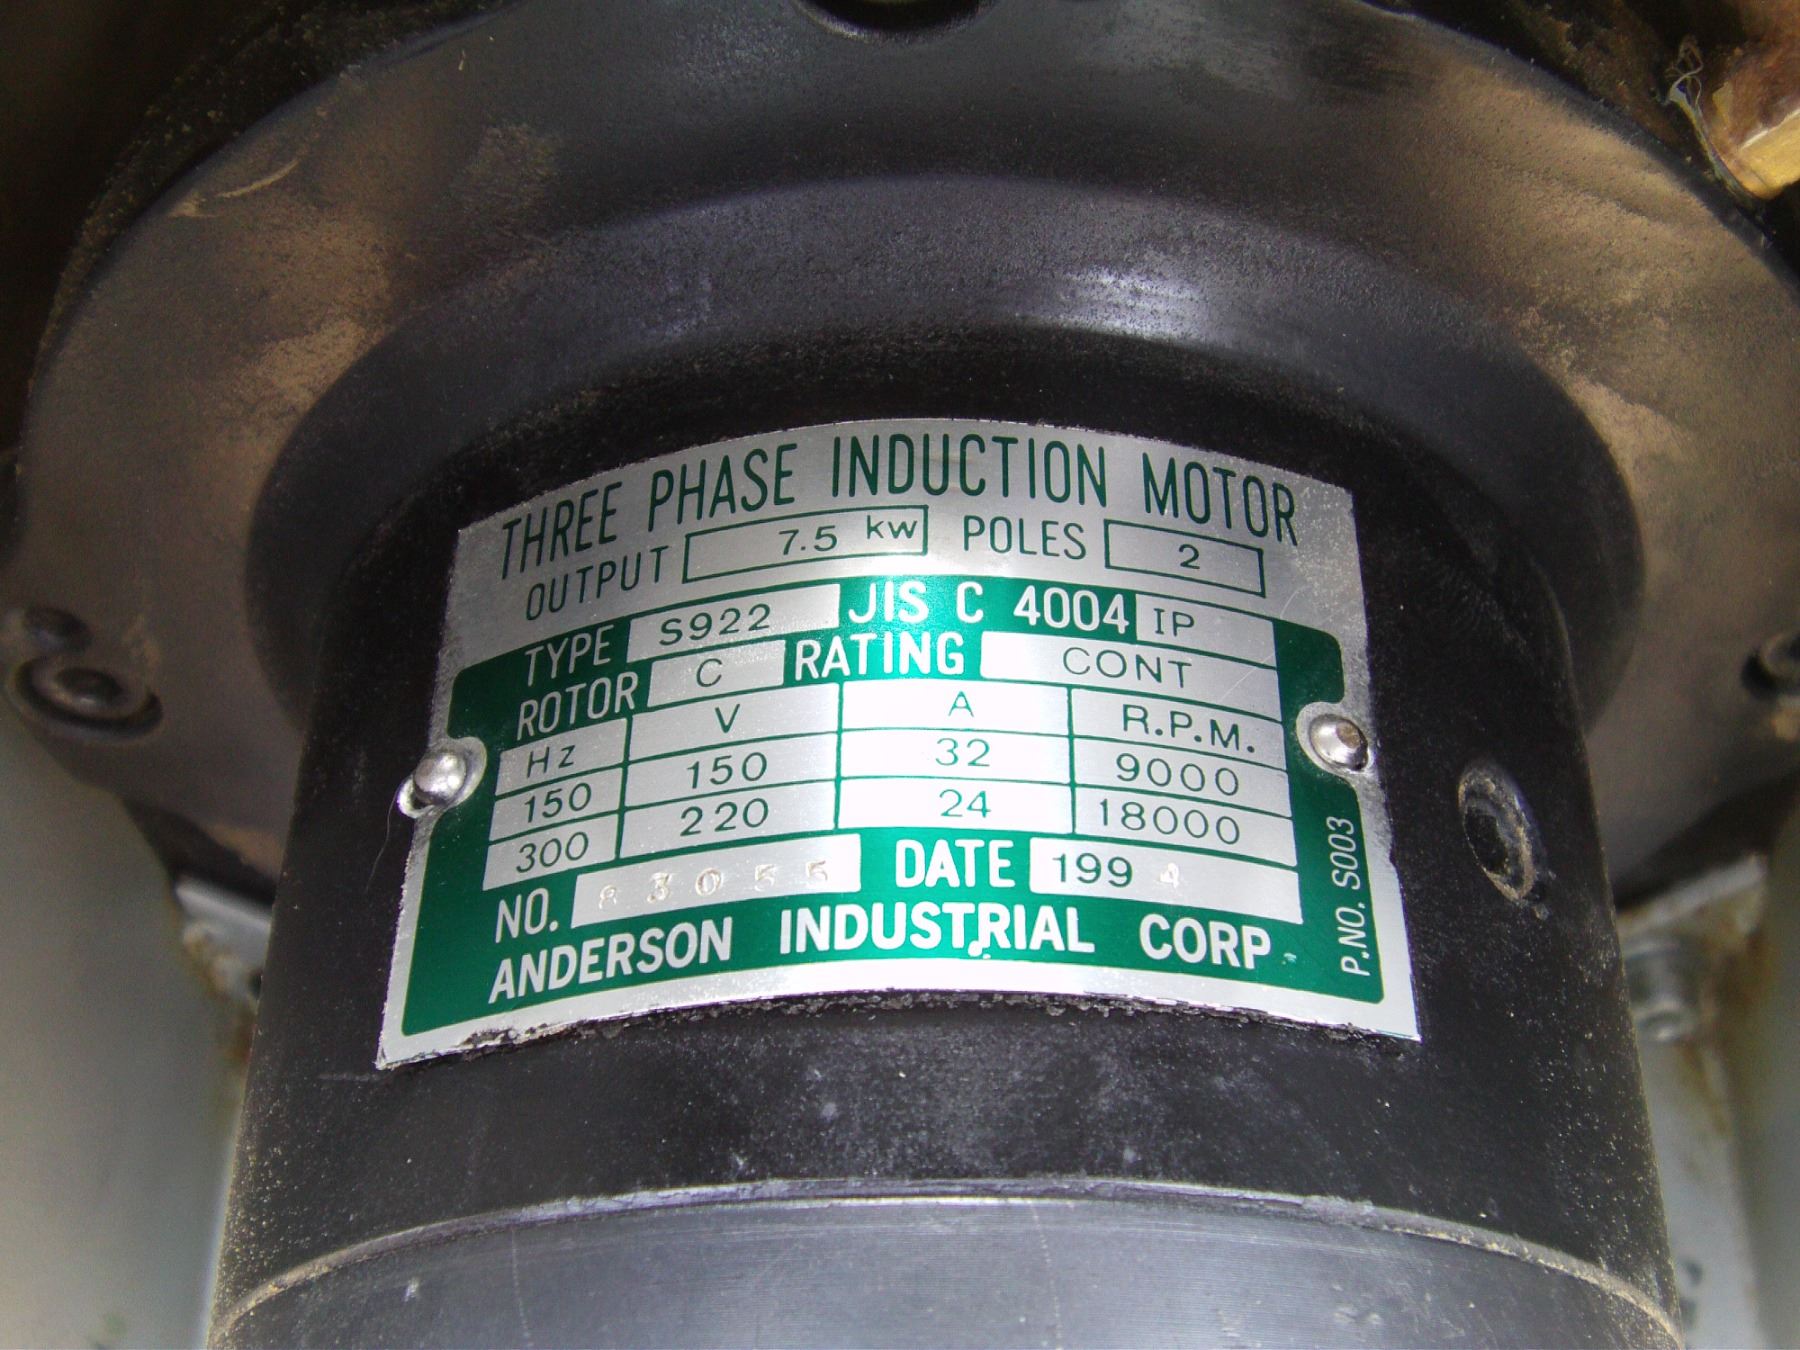 THREE PHASE INDUCTION MOTOR
OUTPUT 7.5 kW POLES 2
TYPE S922 JIS C 4004 IP
ROTOR C RATING CONT
Hz V A R.P.M.
150 150 32 9000
300 220 24 18000
NO. 83055 DATE 1994
ANDERSON INDUSTRIAL CORP.
P.NO. S003